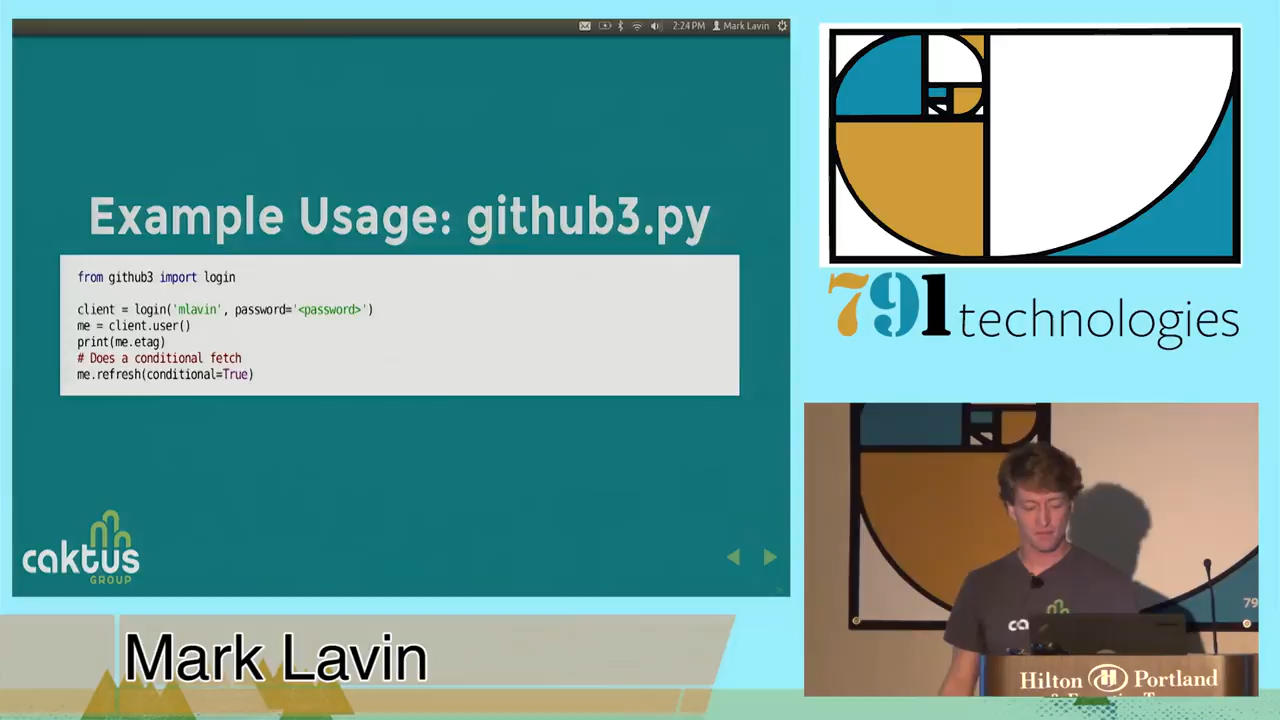 2:24 PM Mark Lavin
Example Usage: github3.py
from github3 import login
client = login('mlavin', password='<password>')
me = client.user()
print(me.etag)
# Does a conditional fetch
me.refresh(conditional=True)
caktus
GROUP
Mark Lavin
791 technologies
79
ca
Hilton Portland